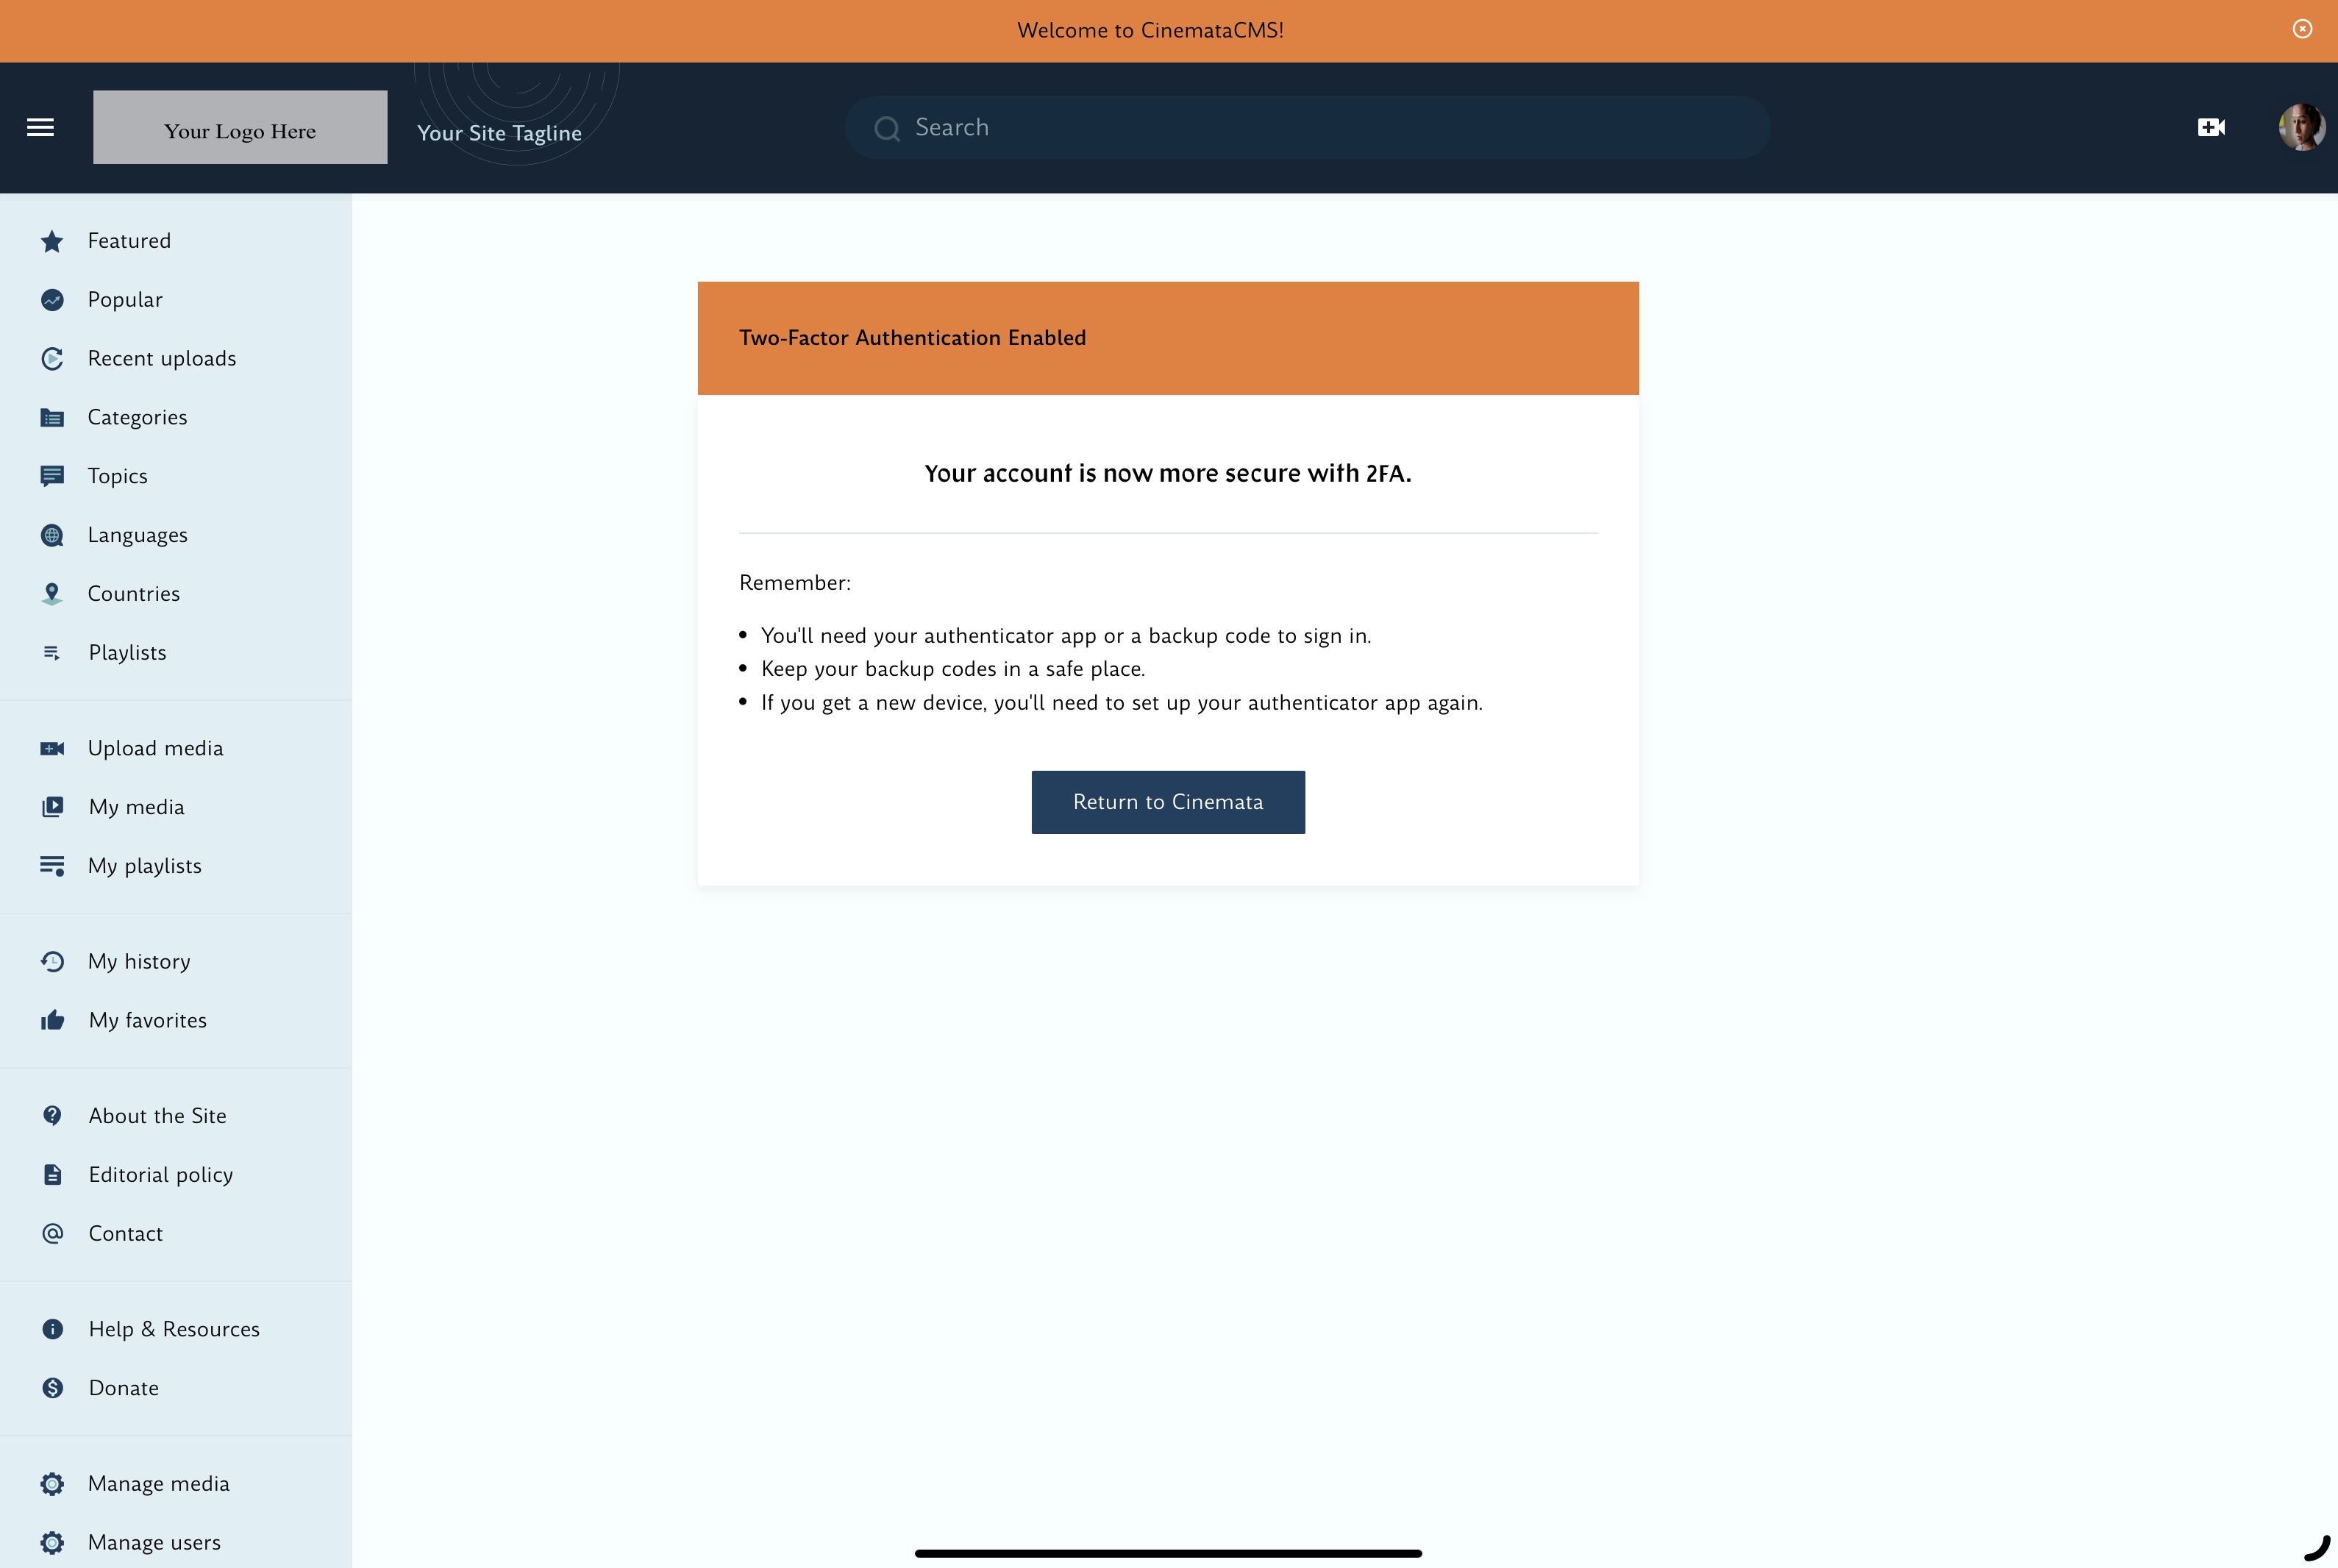 Welcome to CinemataCMS!
Your Logo Here
Your Site Tagline
Search
Featured
Popular
Recent uploads
Categories
Topics
Languages
Countries
Playlists
Upload media
My media
My playlists
My history
My favorites
About the Site
Editorial policy
Contact
Help & Resources
Donate
Manage media
Manage users
Two-Factor Authentication Enabled
Your account is now more secure with 2FA.
Remember:
• You'll need your authenticator app or a backup code to sign in.
• Keep your backup codes in a safe place.
• If you get a new device, you'll need to set up your authenticator app again.
Return to Cinemata